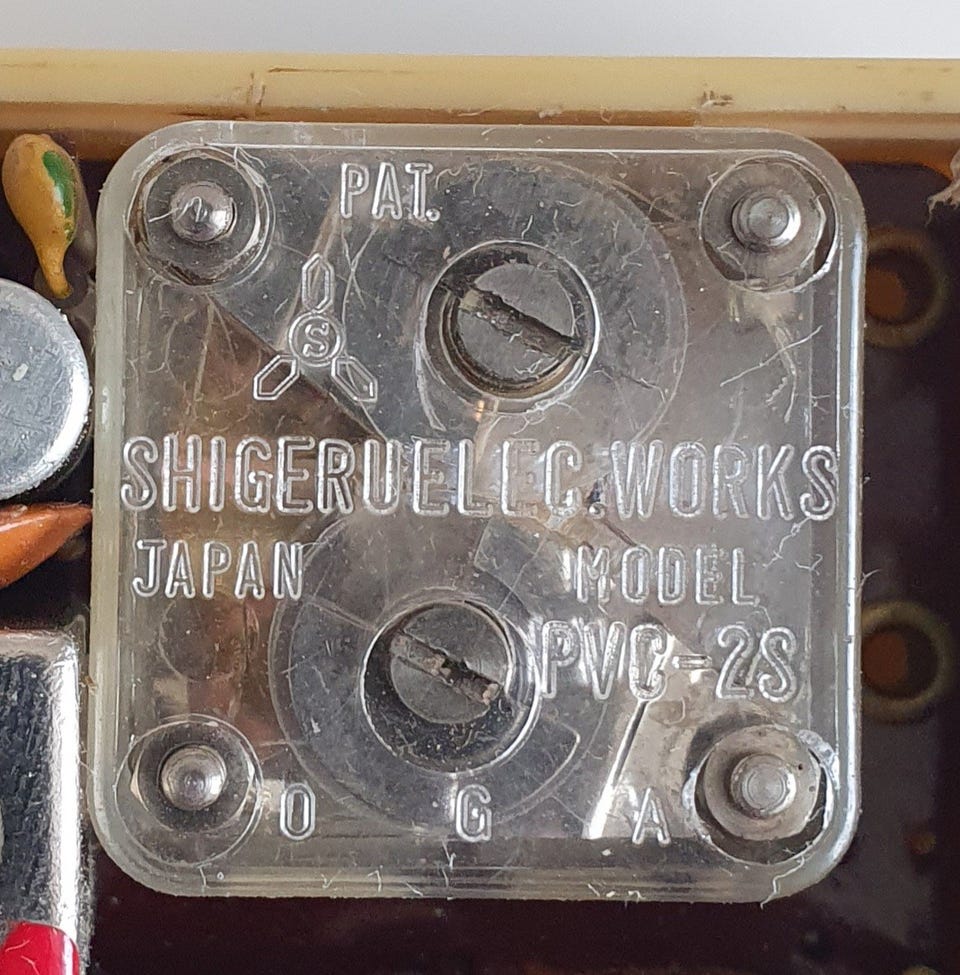 PAT.
S
SHIGERU ELEC. WORKS
JAPAN MODEL
PVC-2S
O G A